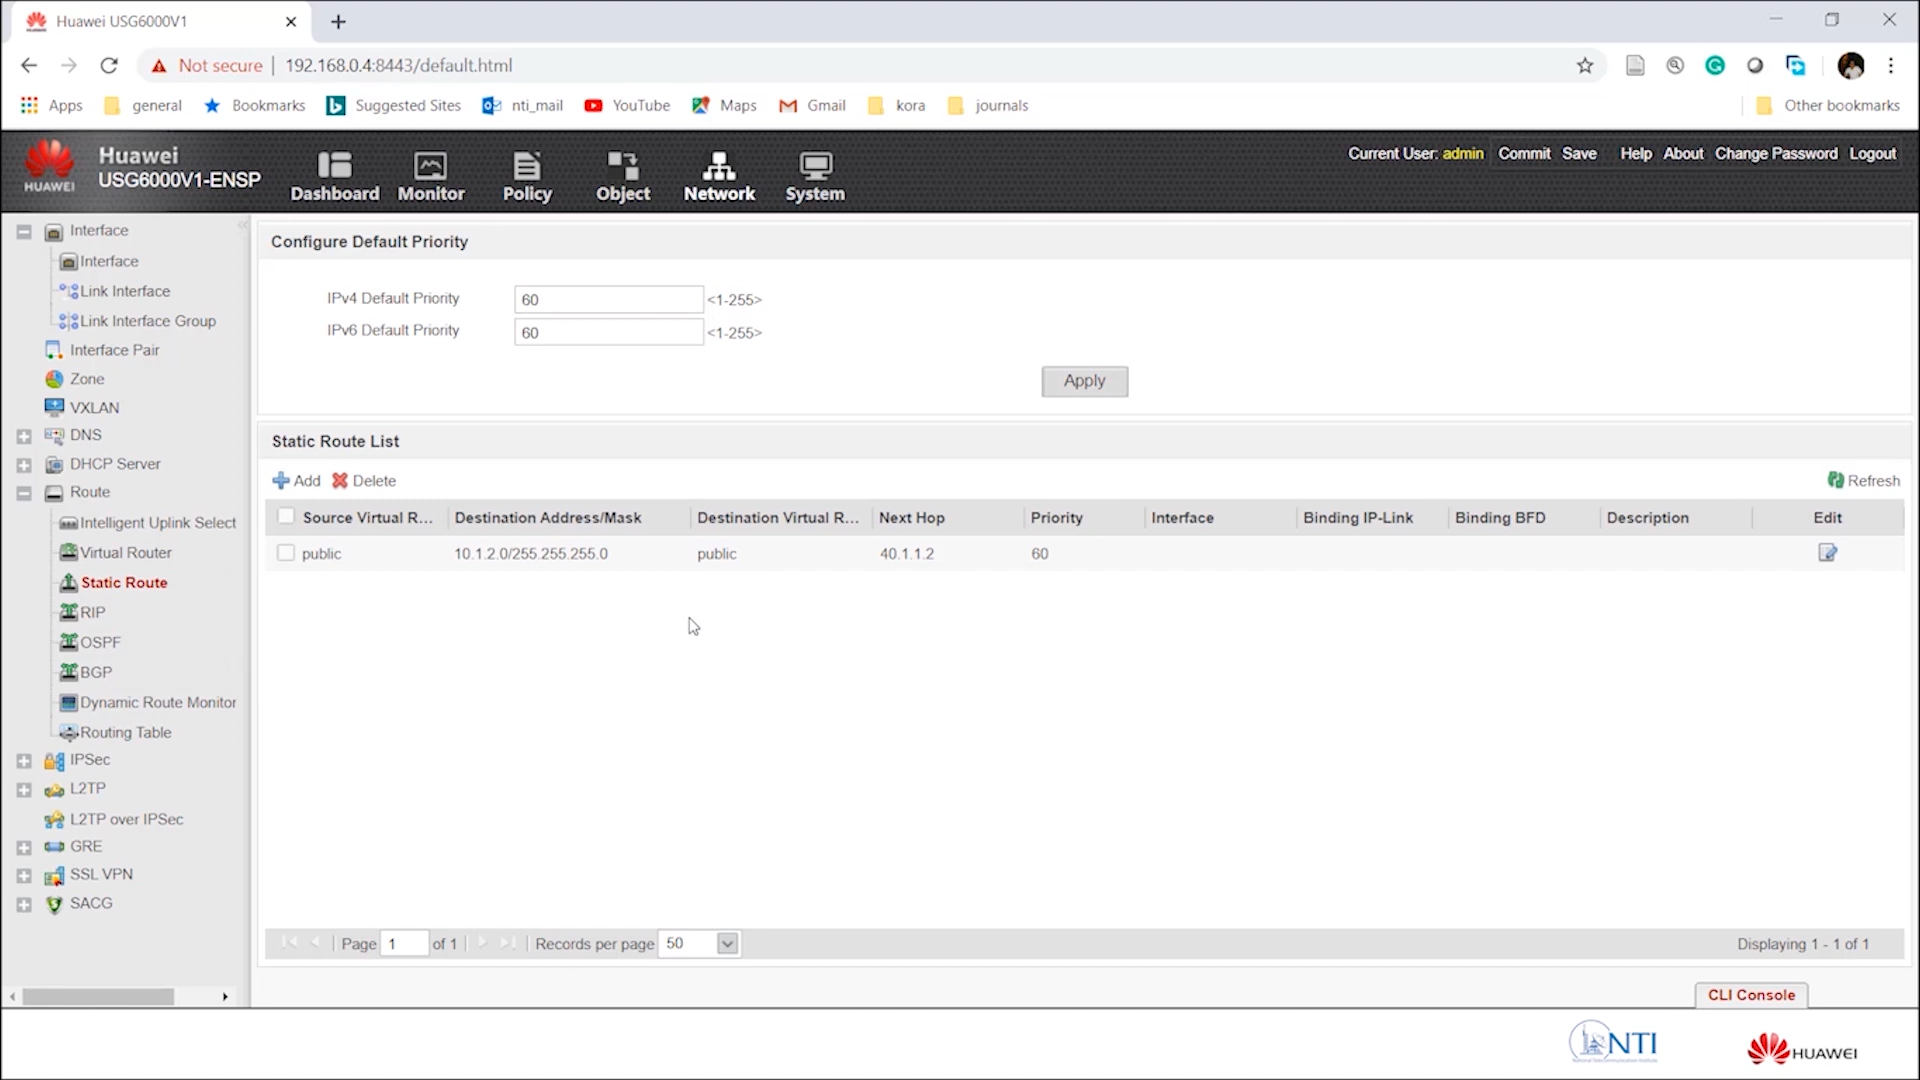 Huawei USG6000V1
Not secure | 192.168.0.4:8443/default.html
Apps general Bookmarks Suggested Sites nti_mail YouTube Maps Gmail kora journals Other bookmarks
HUAWEI
Huawei
USG6000V1-ENSP
Dashboard Monitor Policy Object Network System
Current User: admin Commit Save Help About Change Password Logout
Interface
Interface
Link Interface
Link Interface Group
Interface Pair
Zone
VXLAN
DNS
DHCP Server
Route
Intelligent Uplink Select
Virtual Router
Static Route
RIP
OSPF
BGP
Dynamic Route Monitor
Routing Table
IPSec
L2TP
L2TP over IPSec
GRE
SSL VPN
SACG
Configure Default Priority
IPv4 Default Priority 60 <1-255>
IPv6 Default Priority 60 <1-255>
Apply
Static Route List
Add Delete Refresh
Source Virtual R... Destination Address/Mask Destination Virtual R... Next Hop Priority Interface Binding IP-Link Binding BFD Description Edit
public 10.1.2.0/255.255.255.0 public 40.1.1.2 60
Page 1 of 1 Records per page 50 Displaying 1 - 1 of 1
CLI Console
NTI
HUAWEI